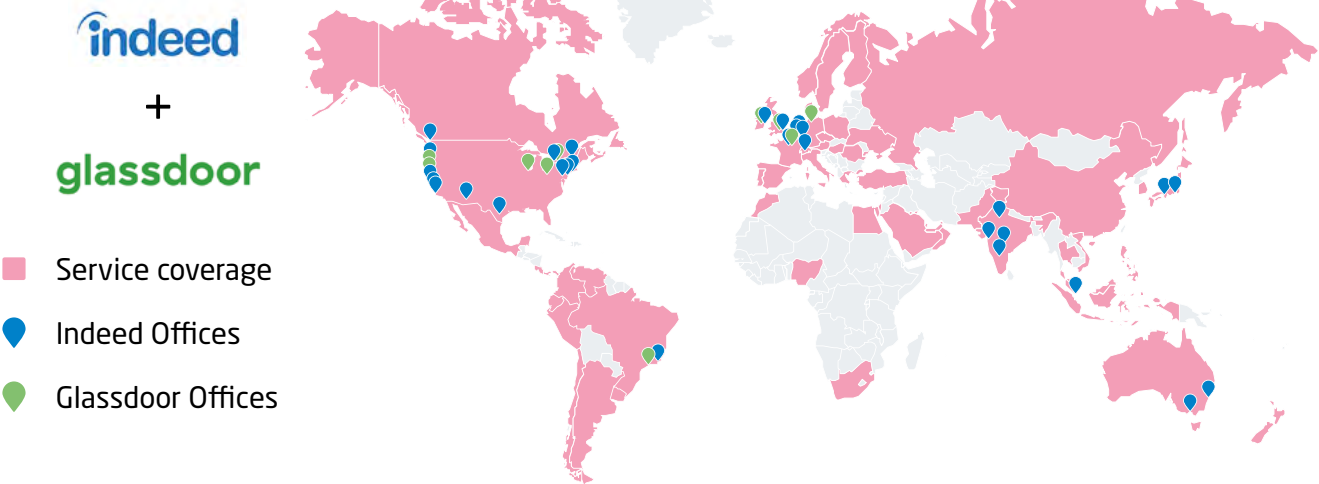 indeed
+
glassdoor
Service coverage
Indeed Offices
Glassdoor Offices